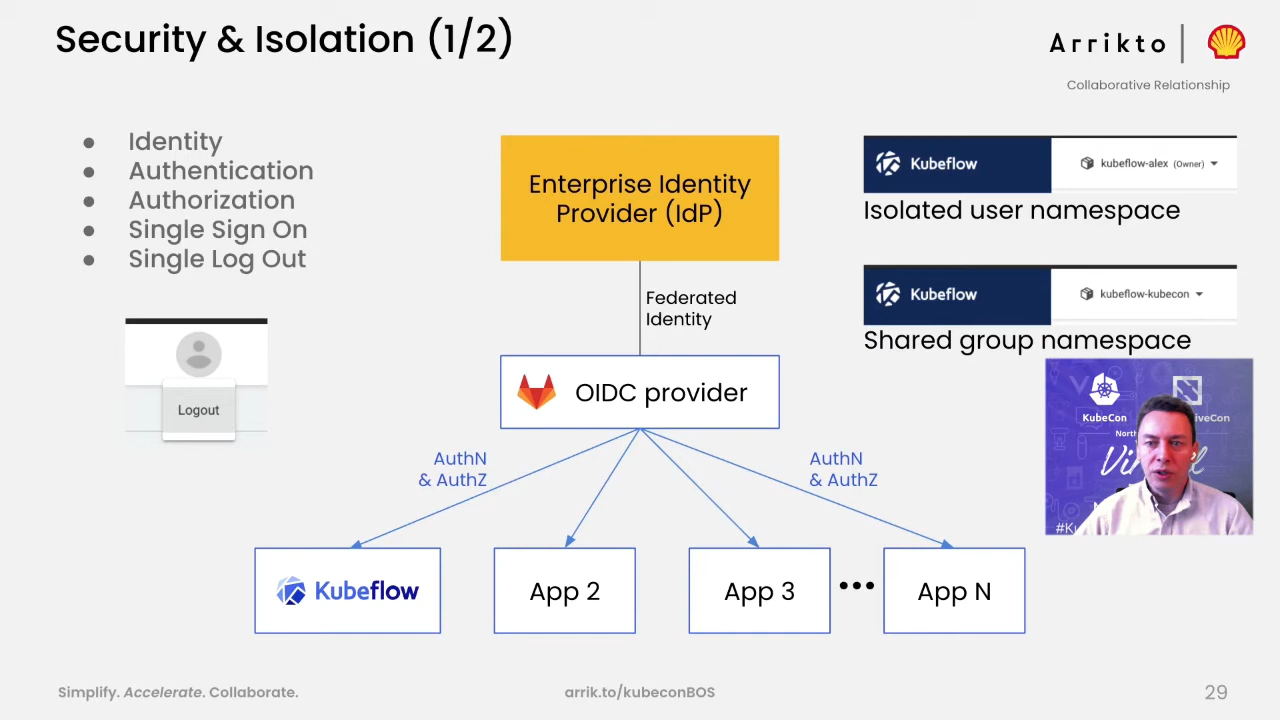 Security & Isolation (1/2)
Arrikto
Collaborative Relationship
● Identity
● Authentication
● Authorization
● Single Sign On
● Single Log Out
Logout
Enterprise Identity
Provider (IdP)
Federated
Identity
OIDC provider
AuthN
& AuthZ
AuthN
& AuthZ
Kubeflow
App 2
App 3
•••
App N
Kubeflow
kubeflow-alex (Owner)
Isolated user namespace
Kubeflow
kubeflow-kubecon
Shared group namespace
KubeCon
North
#Ku
Simplify. Accelerate. Collaborate.
arrik.to/kubeconBOS
29